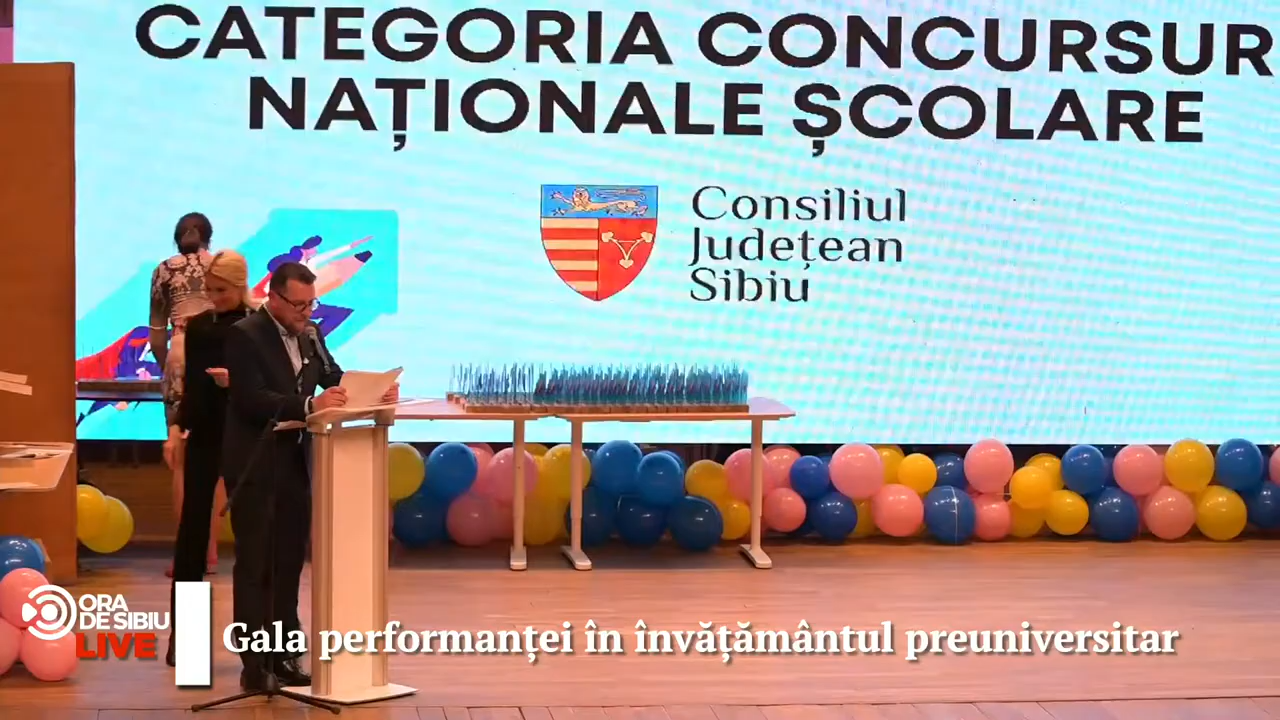 CATEGORIA CONCURSUR
NAȚIONALE ȘCOLARE
Consiliul
Județean
Sibiu
ORA
DE SIBIU
LIVE
Gala performanței în învățământul preuniversitar